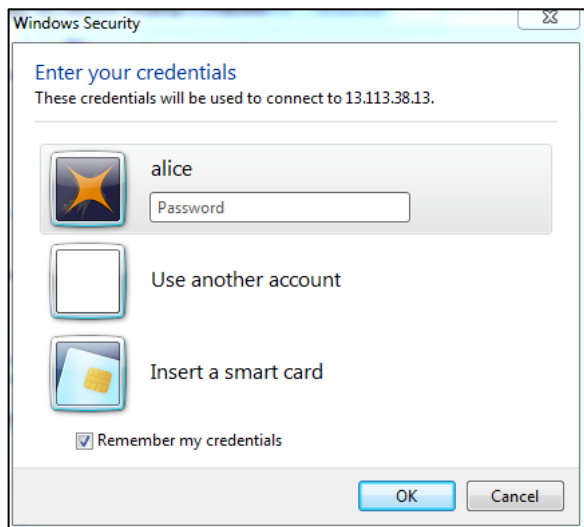 Windows Security
Enter your credentials
These credentials will be used to connect to 13.113.38.13.
alice
Password
Use another account
Insert a smart card
Remember my credentials
OK Cancel